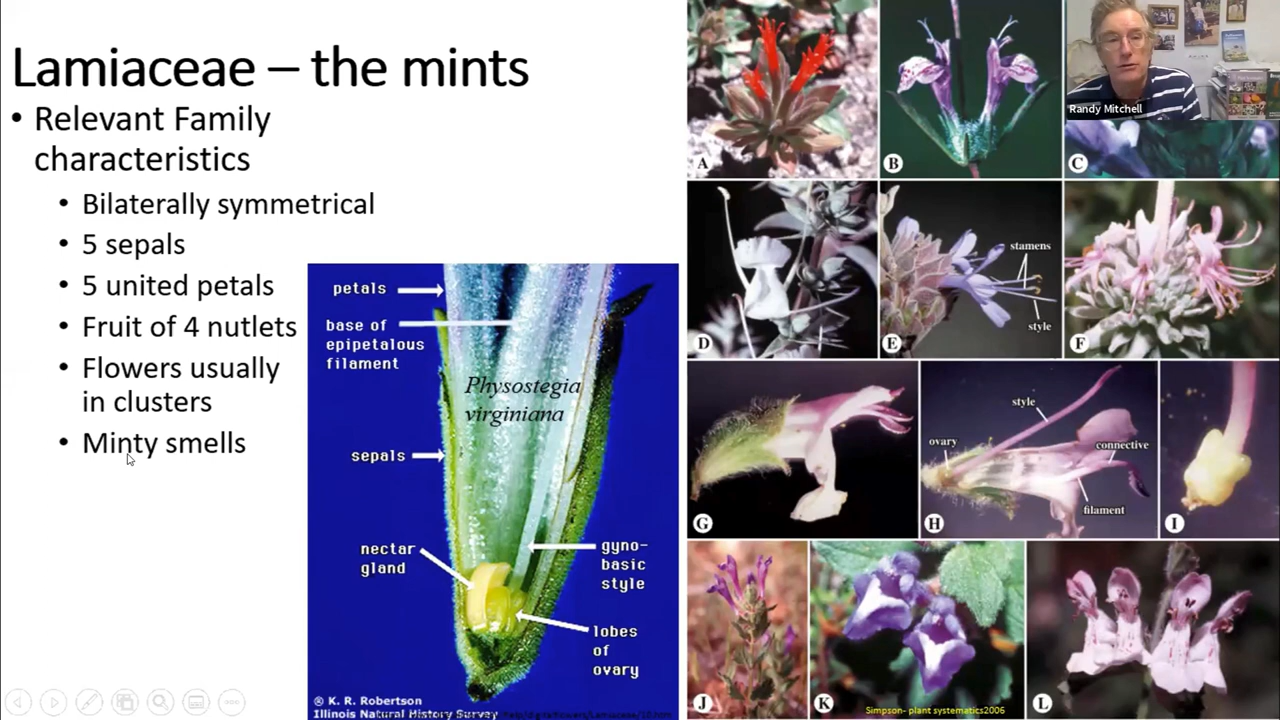 Lamiaceae – the mints
• Relevant Family
characteristics
• Bilaterally symmetrical
• 5 sepals
• 5 united petals
• Fruit of 4 nutlets
• Flowers usually
in clusters
• Minty smells
petals
base of
epipetalous
filament
Physostegia
virginiana
sepals
nectar
gland
gyno-
basic
style
lobes
of
ovary
© K. R. Robertson
Illinois Natural History Survey
Randy Mitchell
A
B
C
D
E
stamens
style
F
G
H
style
ovary
connective
filament
I
J
K
L
Simpson- plant systematics2006